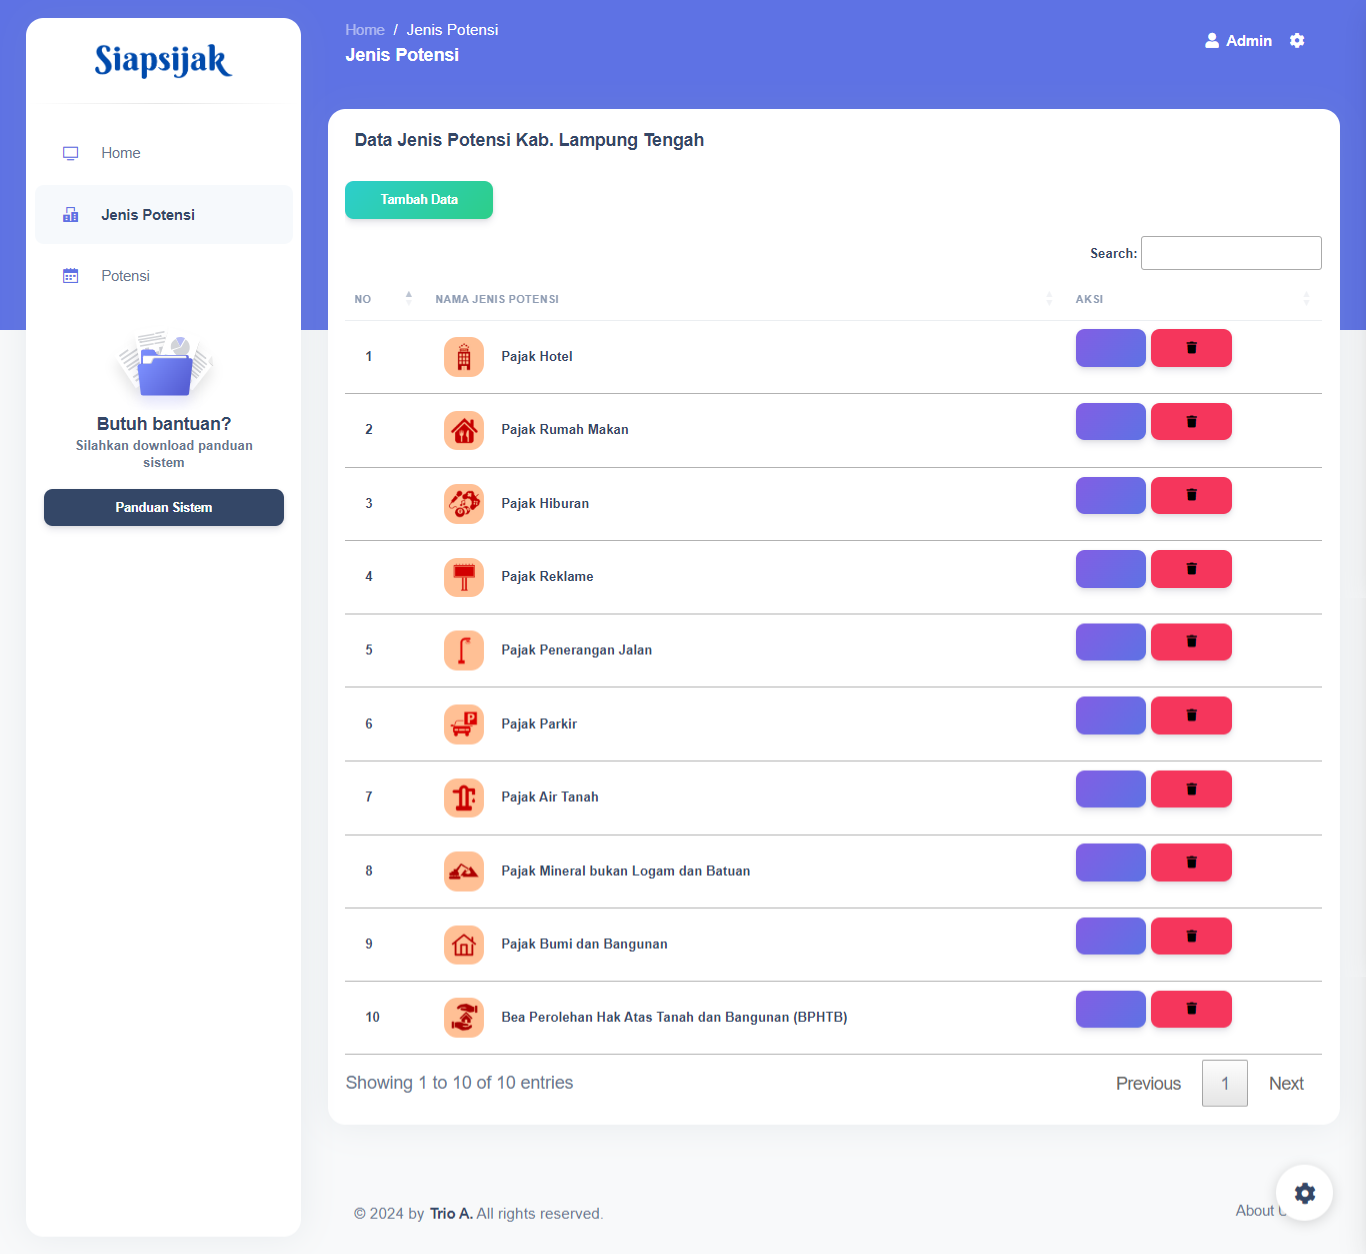 Siapsijak
Home
Jenis Potensi
Potensi
Butuh bantuan?
Silahkan download panduan
sistem
Panduan Sistem
Home / Jenis Potensi
Jenis Potensi
Admin
Data Jenis Potensi Kab. Lampung Tengah
Tambah Data
Search:
NO NAMA JENIS POTENSI AKSI
1 Pajak Hotel
2 Pajak Rumah Makan
3 Pajak Hiburan
4 Pajak Reklame
5 Pajak Penerangan Jalan
6 Pajak Parkir
7 Pajak Air Tanah
8 Pajak Mineral bukan Logam dan Batuan
9 Pajak Bumi dan Bangunan
10 Bea Perolehan Hak Atas Tanah dan Bangunan (BPHTB)
Showing 1 to 10 of 10 entries
Previous 1 Next
© 2024 by Trio A. All rights reserved.
About